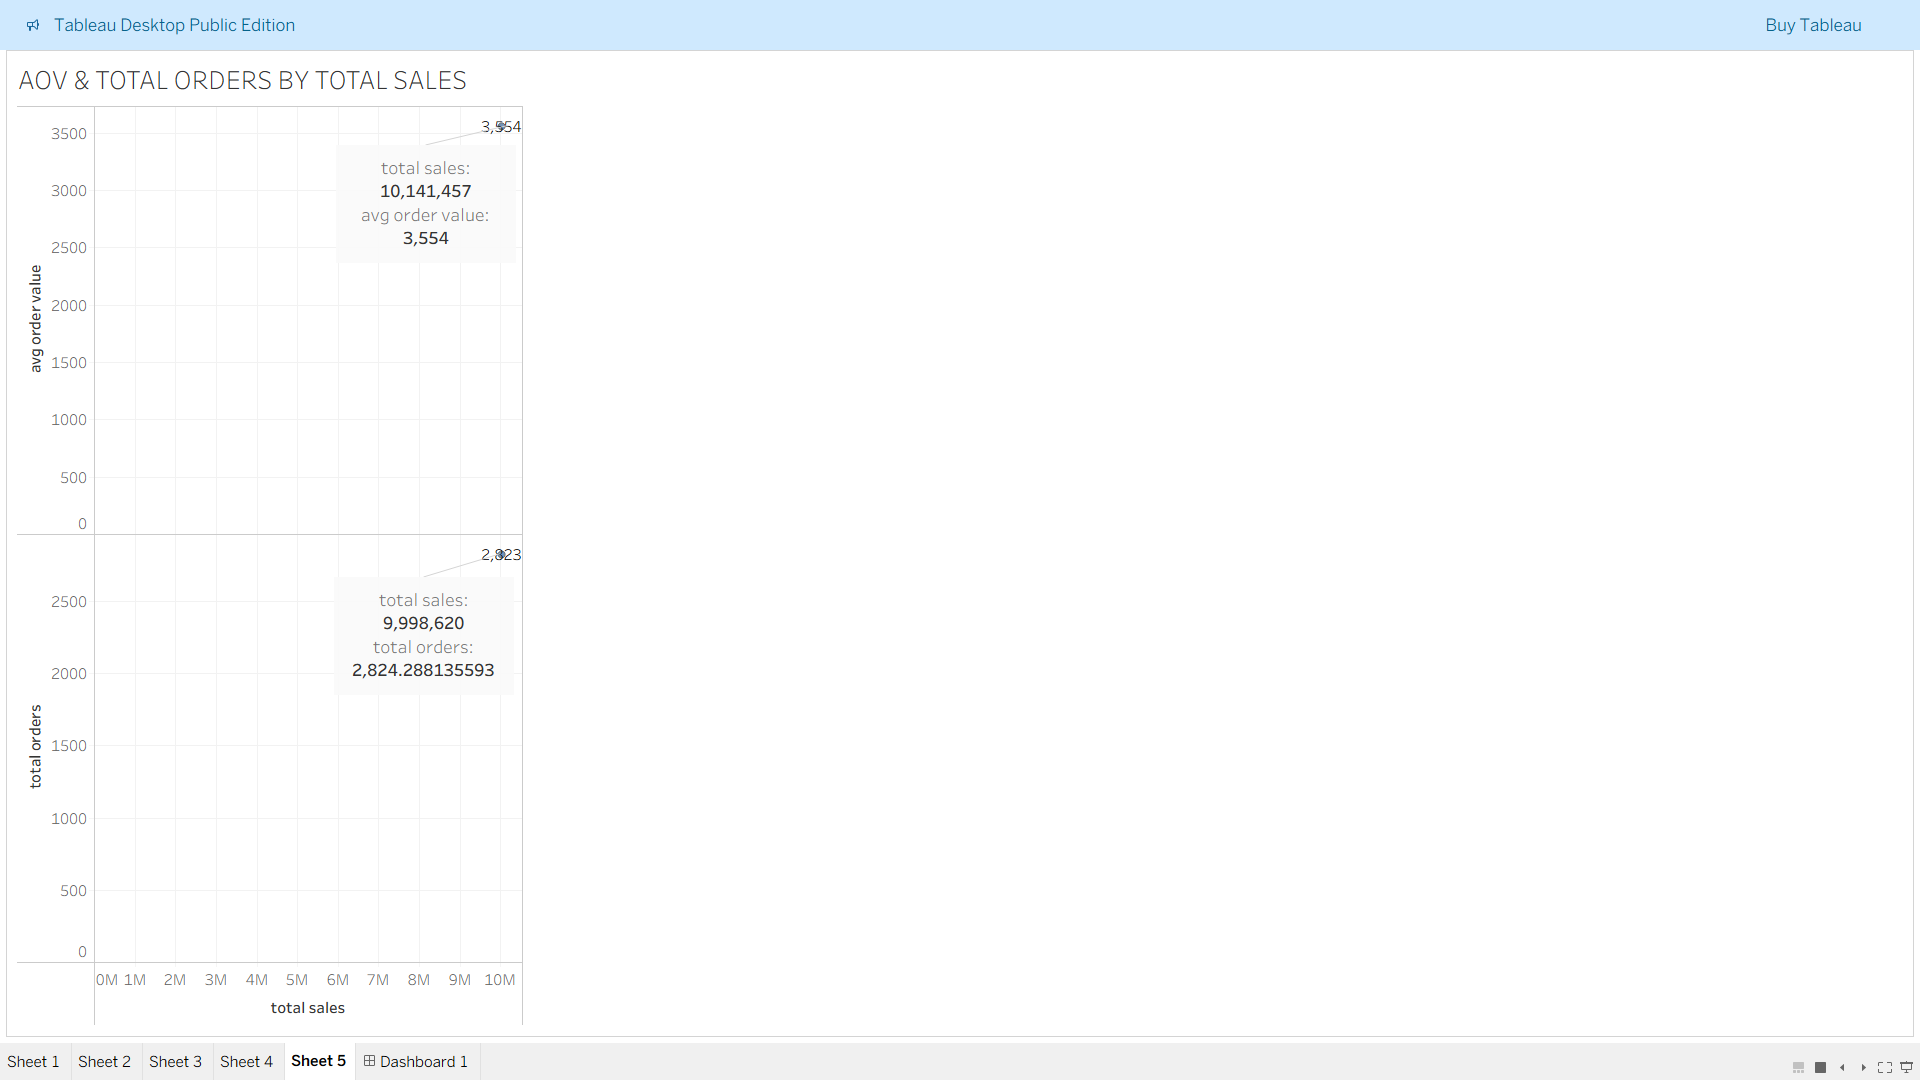 Tableau Desktop Public Edition
Buy Tableau
AOV & TOTAL ORDERS BY TOTAL SALES
3,554
3500
3000
2500
2000
1500
1000
500
0
avg order value
total sales:
10,141,457
avg order value:
3,554
2,823
2500
2000
1500
1000
500
0
total orders
total sales:
9,998,620
total orders:
2,824.288135593
0M 1M 2M 3M 4M 5M 6M 7M 8M 9M 10M
total sales
Sheet 1 Sheet 2 Sheet 3 Sheet 4 Sheet 5 Dashboard 1